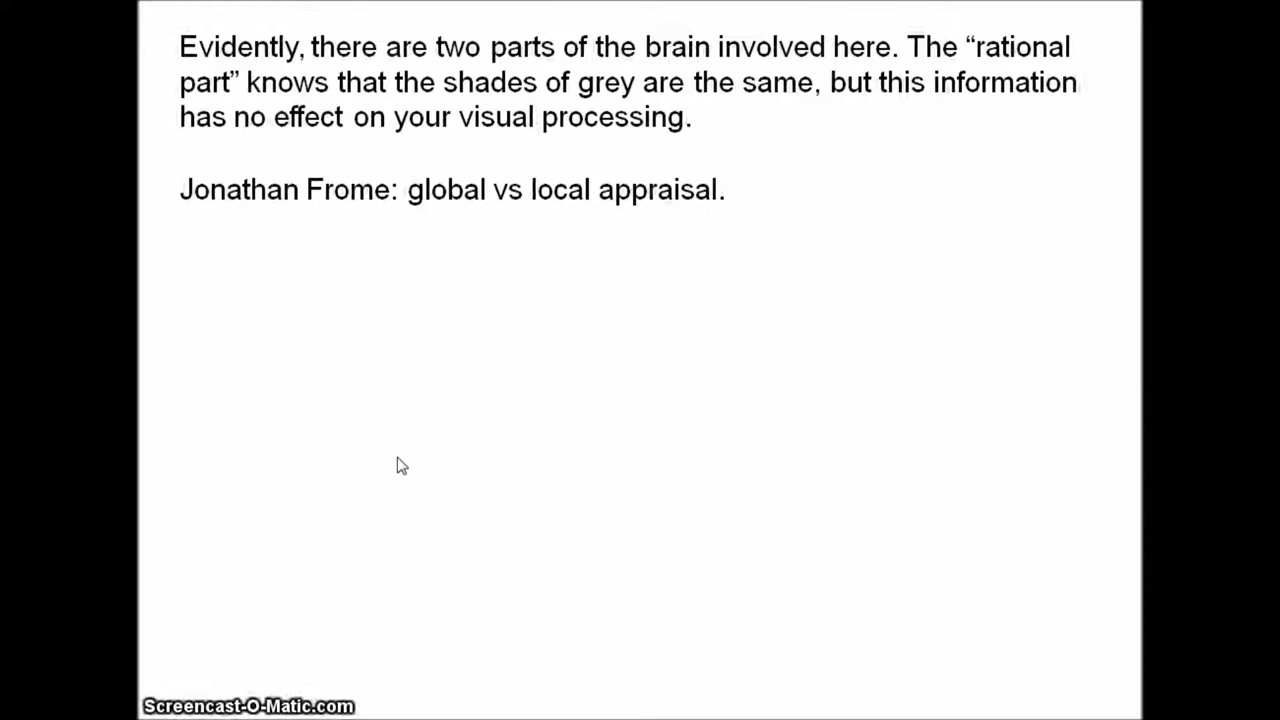 Evidently, there are two parts of the brain involved here. The “rational
part” knows that the shades of grey are the same, but this information
has no effect on your visual processing.
Jonathan Frome: global vs local appraisal.
Screencast-O-Matic.com